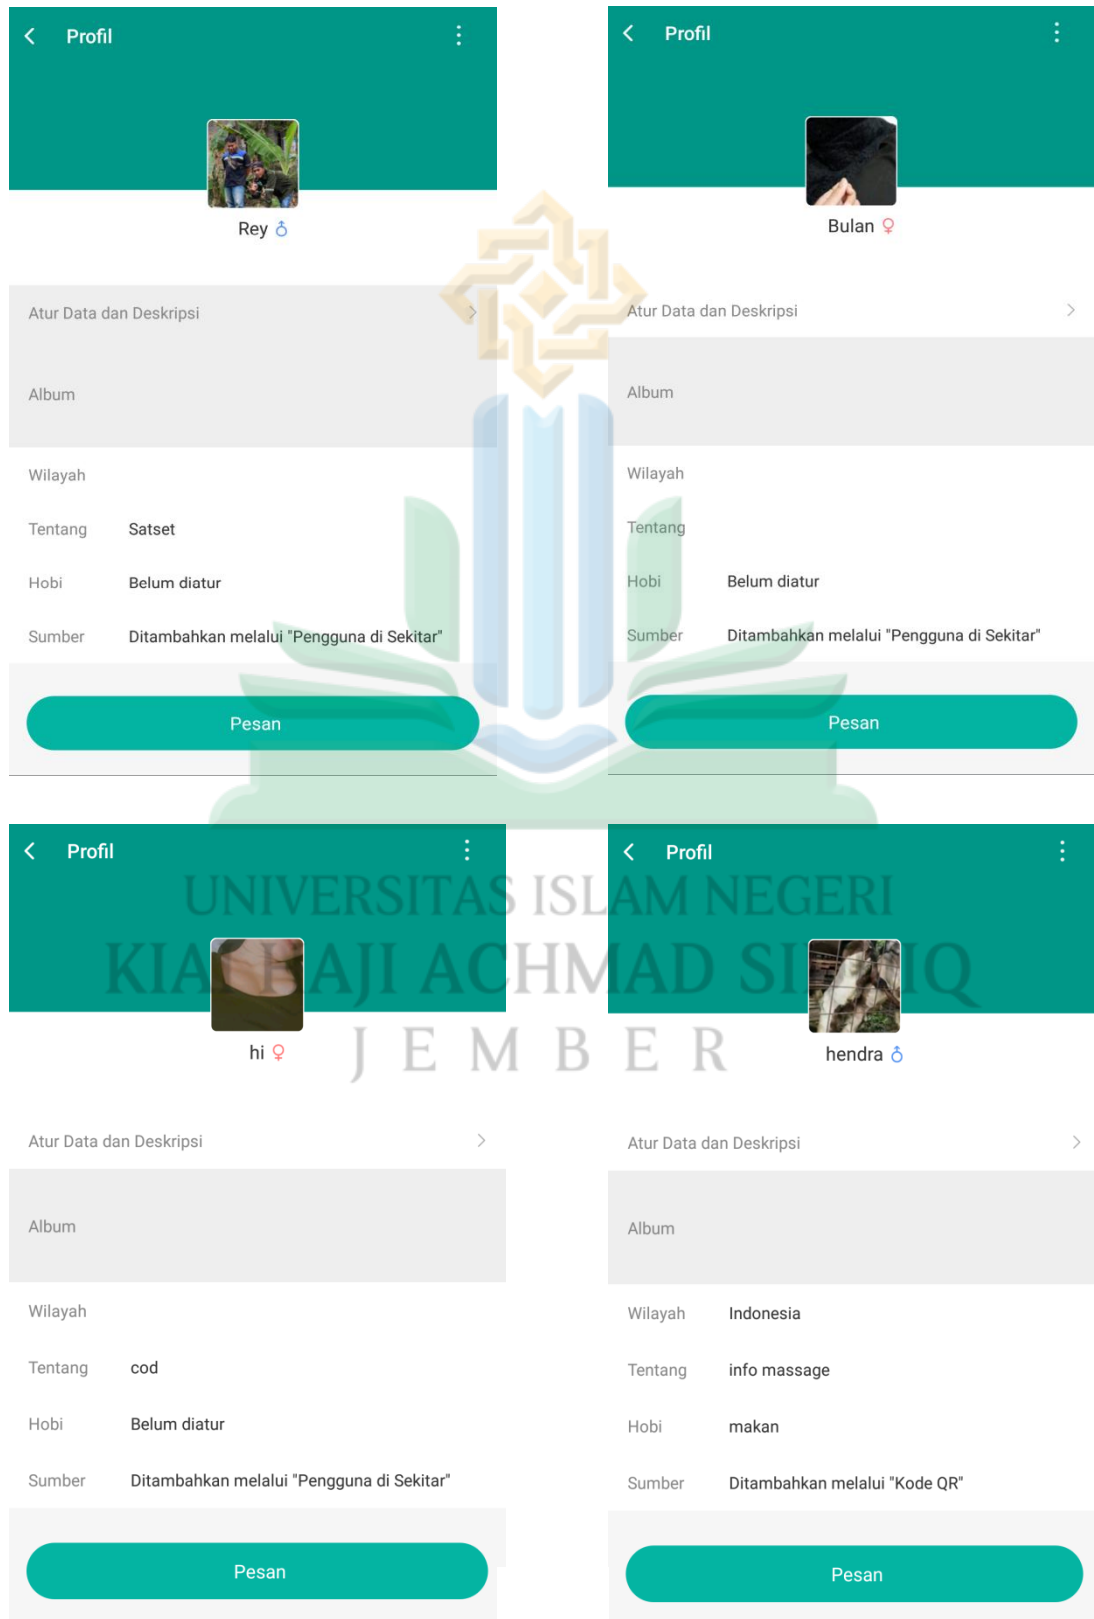 Profil
Rey
Atur Data dan Deskripsi
Album
Wilayah
Tentang Satset
Hobi Belum diatur
Sumber Ditambahkan melalui "Pengguna di Sekitar"
Pesan
Profil
Bulan
Atur Data dan Deskripsi
Album
Wilayah
Tentang
Hobi Belum diatur
Sumber Ditambahkan melalui "Pengguna di Sekitar"
Pesan
UNIVERSITAS ISLAM NEGERI
KIAI HAJI ACHMAD SIDDIQ
JEMBER
Profil
hi
Atur Data dan Deskripsi
Album
Wilayah
Tentang cod
Hobi Belum diatur
Sumber Ditambahkan melalui "Pengguna di Sekitar"
Pesan
Profil
hendra
Atur Data dan Deskripsi
Album
Wilayah Indonesia
Tentang info massage
Hobi makan
Sumber Ditambahkan melalui "Kode QR"
Pesan